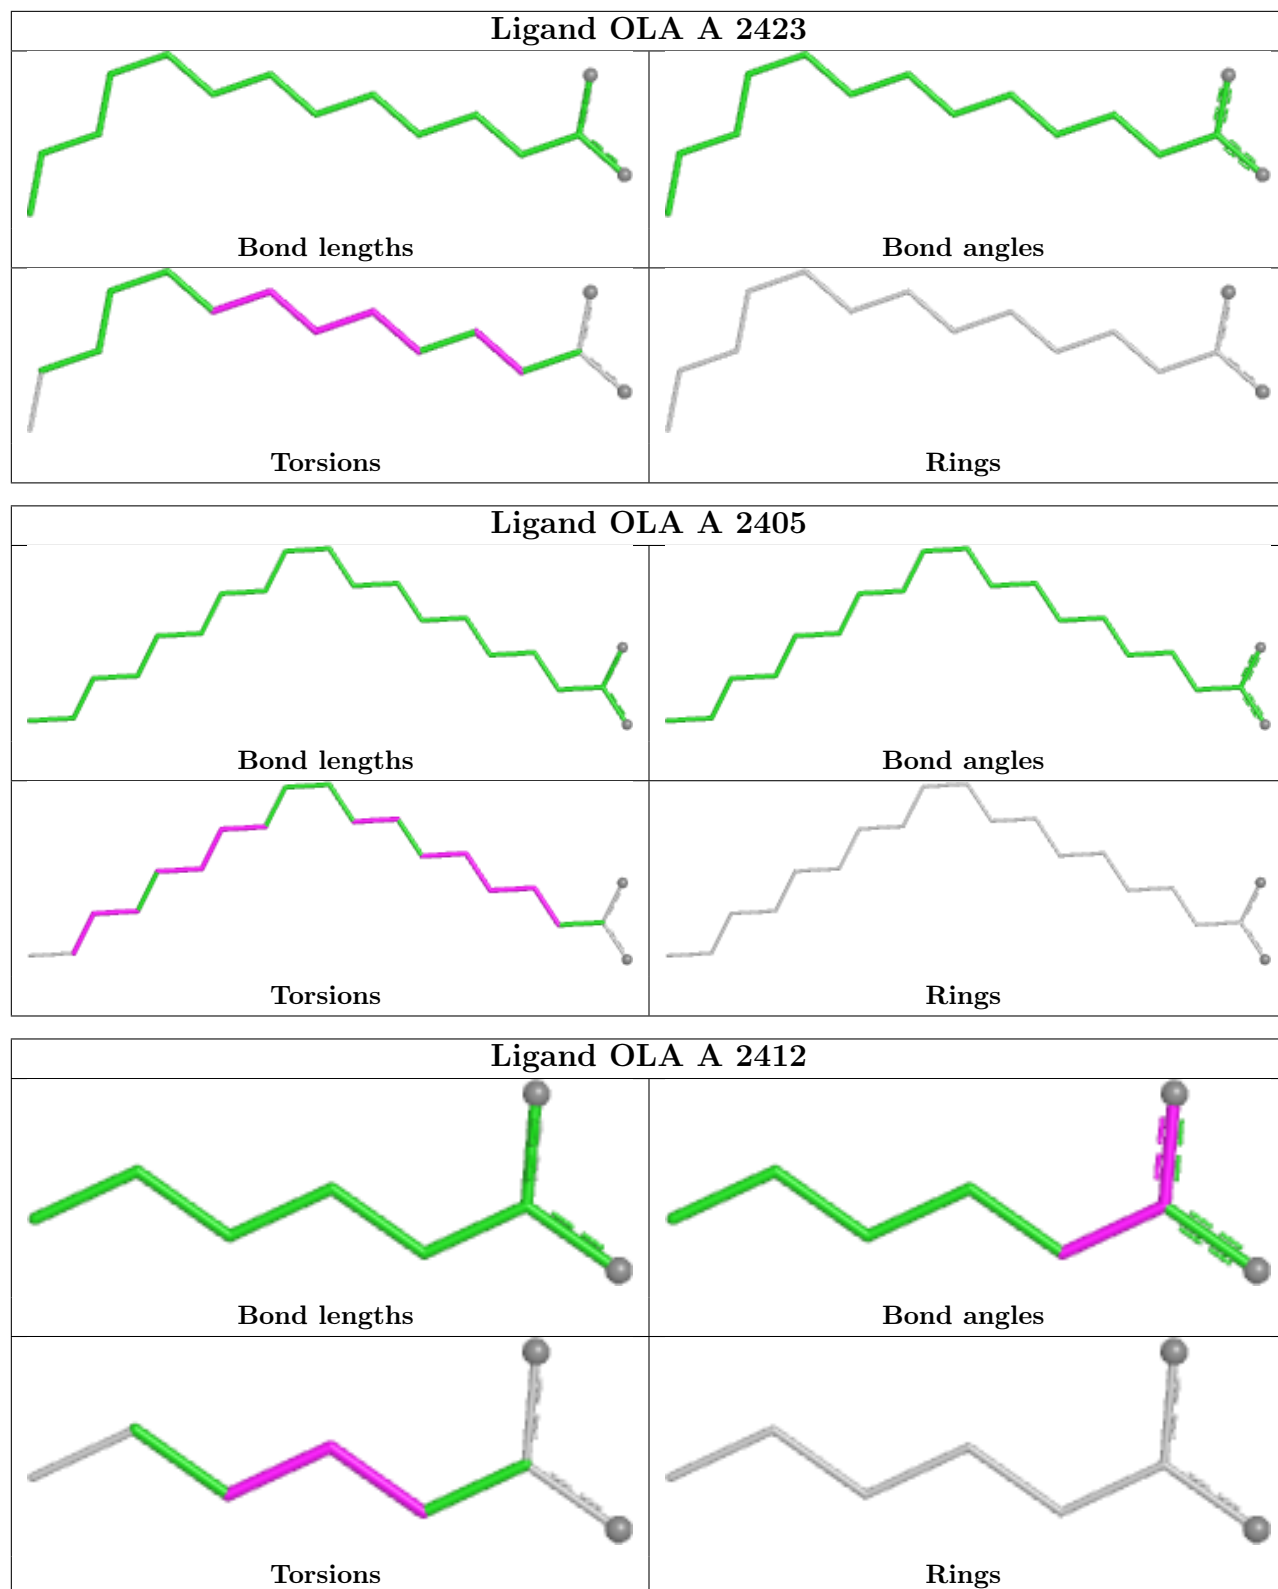 Ligand OLA A 2423
Bond lengths
Bond angles
Torsions
Rings
Ligand OLA A 2405
Bond lengths
Bond angles
Torsions
Rings
Ligand OLA A 2412
Bond lengths
Bond angles
Torsions
Rings